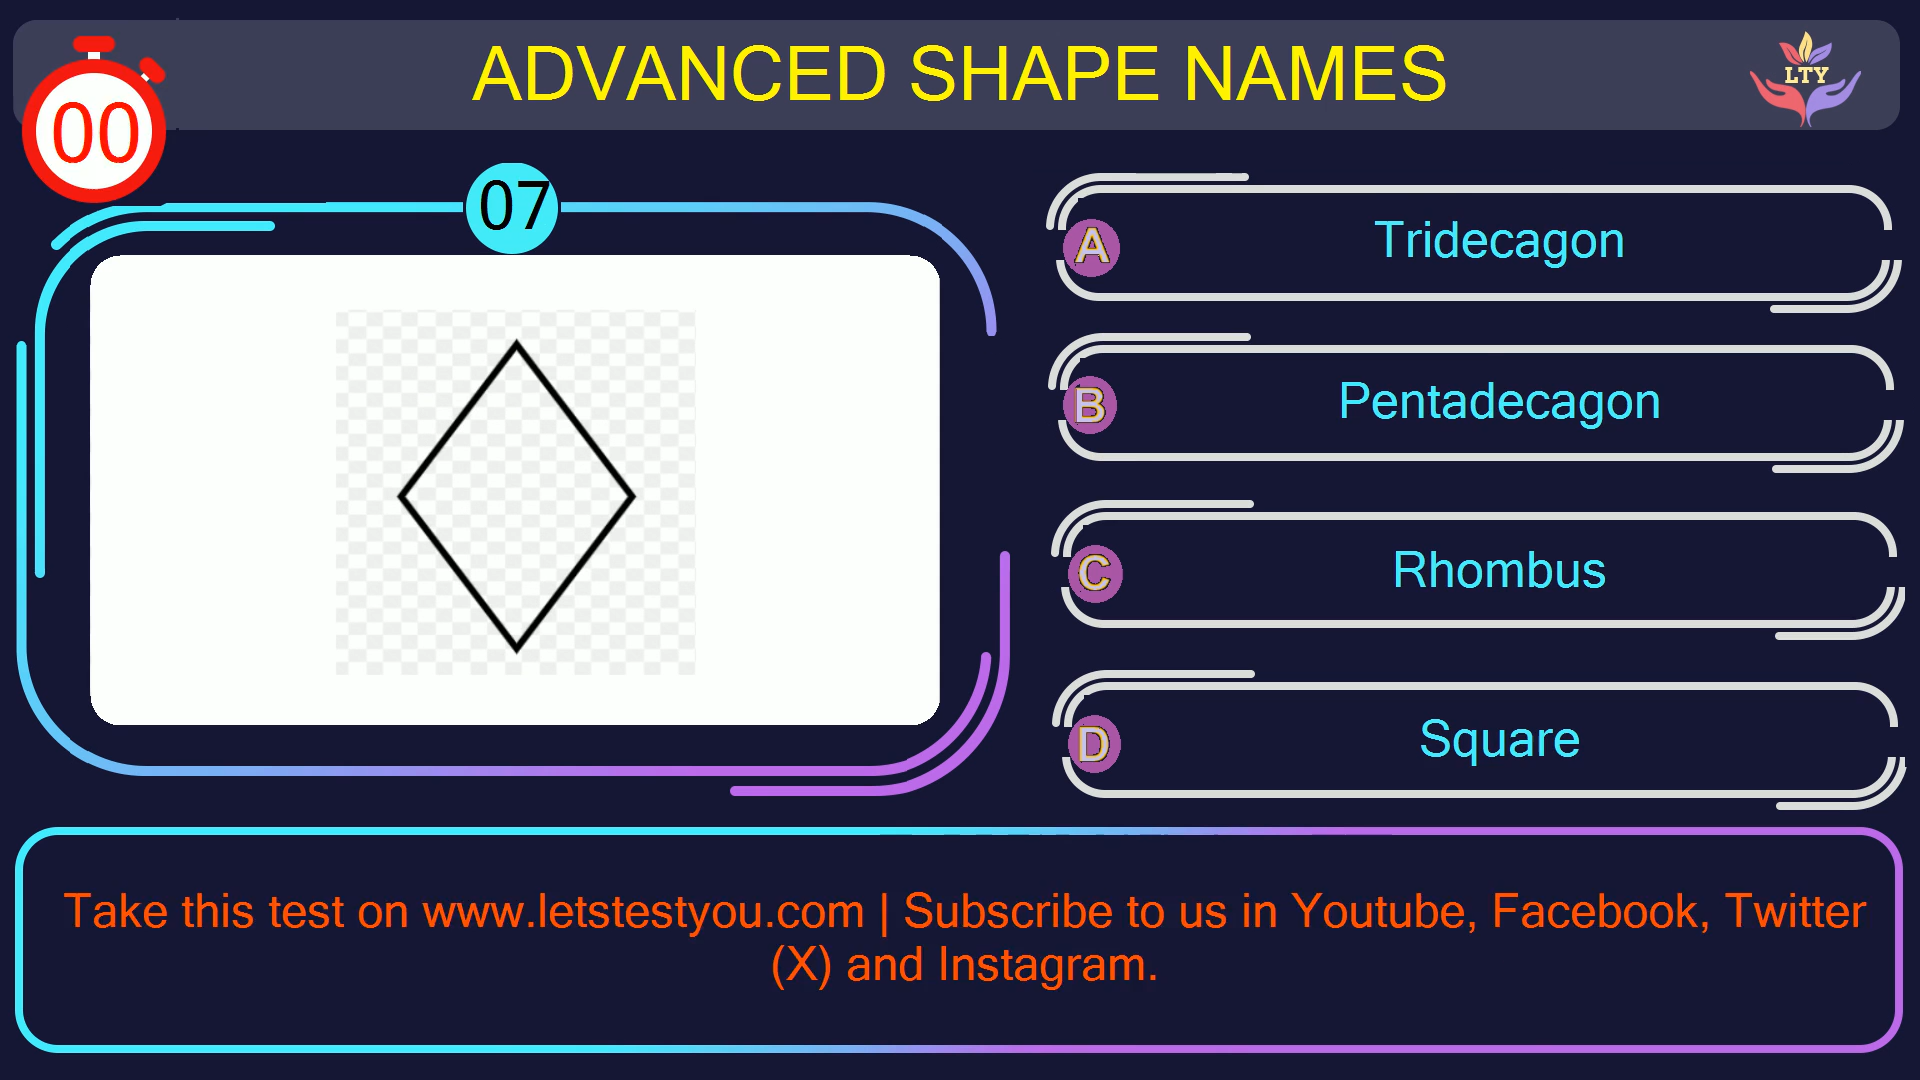 ADVANCED SHAPE NAMES
LTY
00
07
A
Tridecagon
B
Pentadecagon
C
Rhombus
D
Square
Take this test on www.letstestyou.com | Subscribe to us in Youtube, Facebook, Twitter
(X) and Instagram.